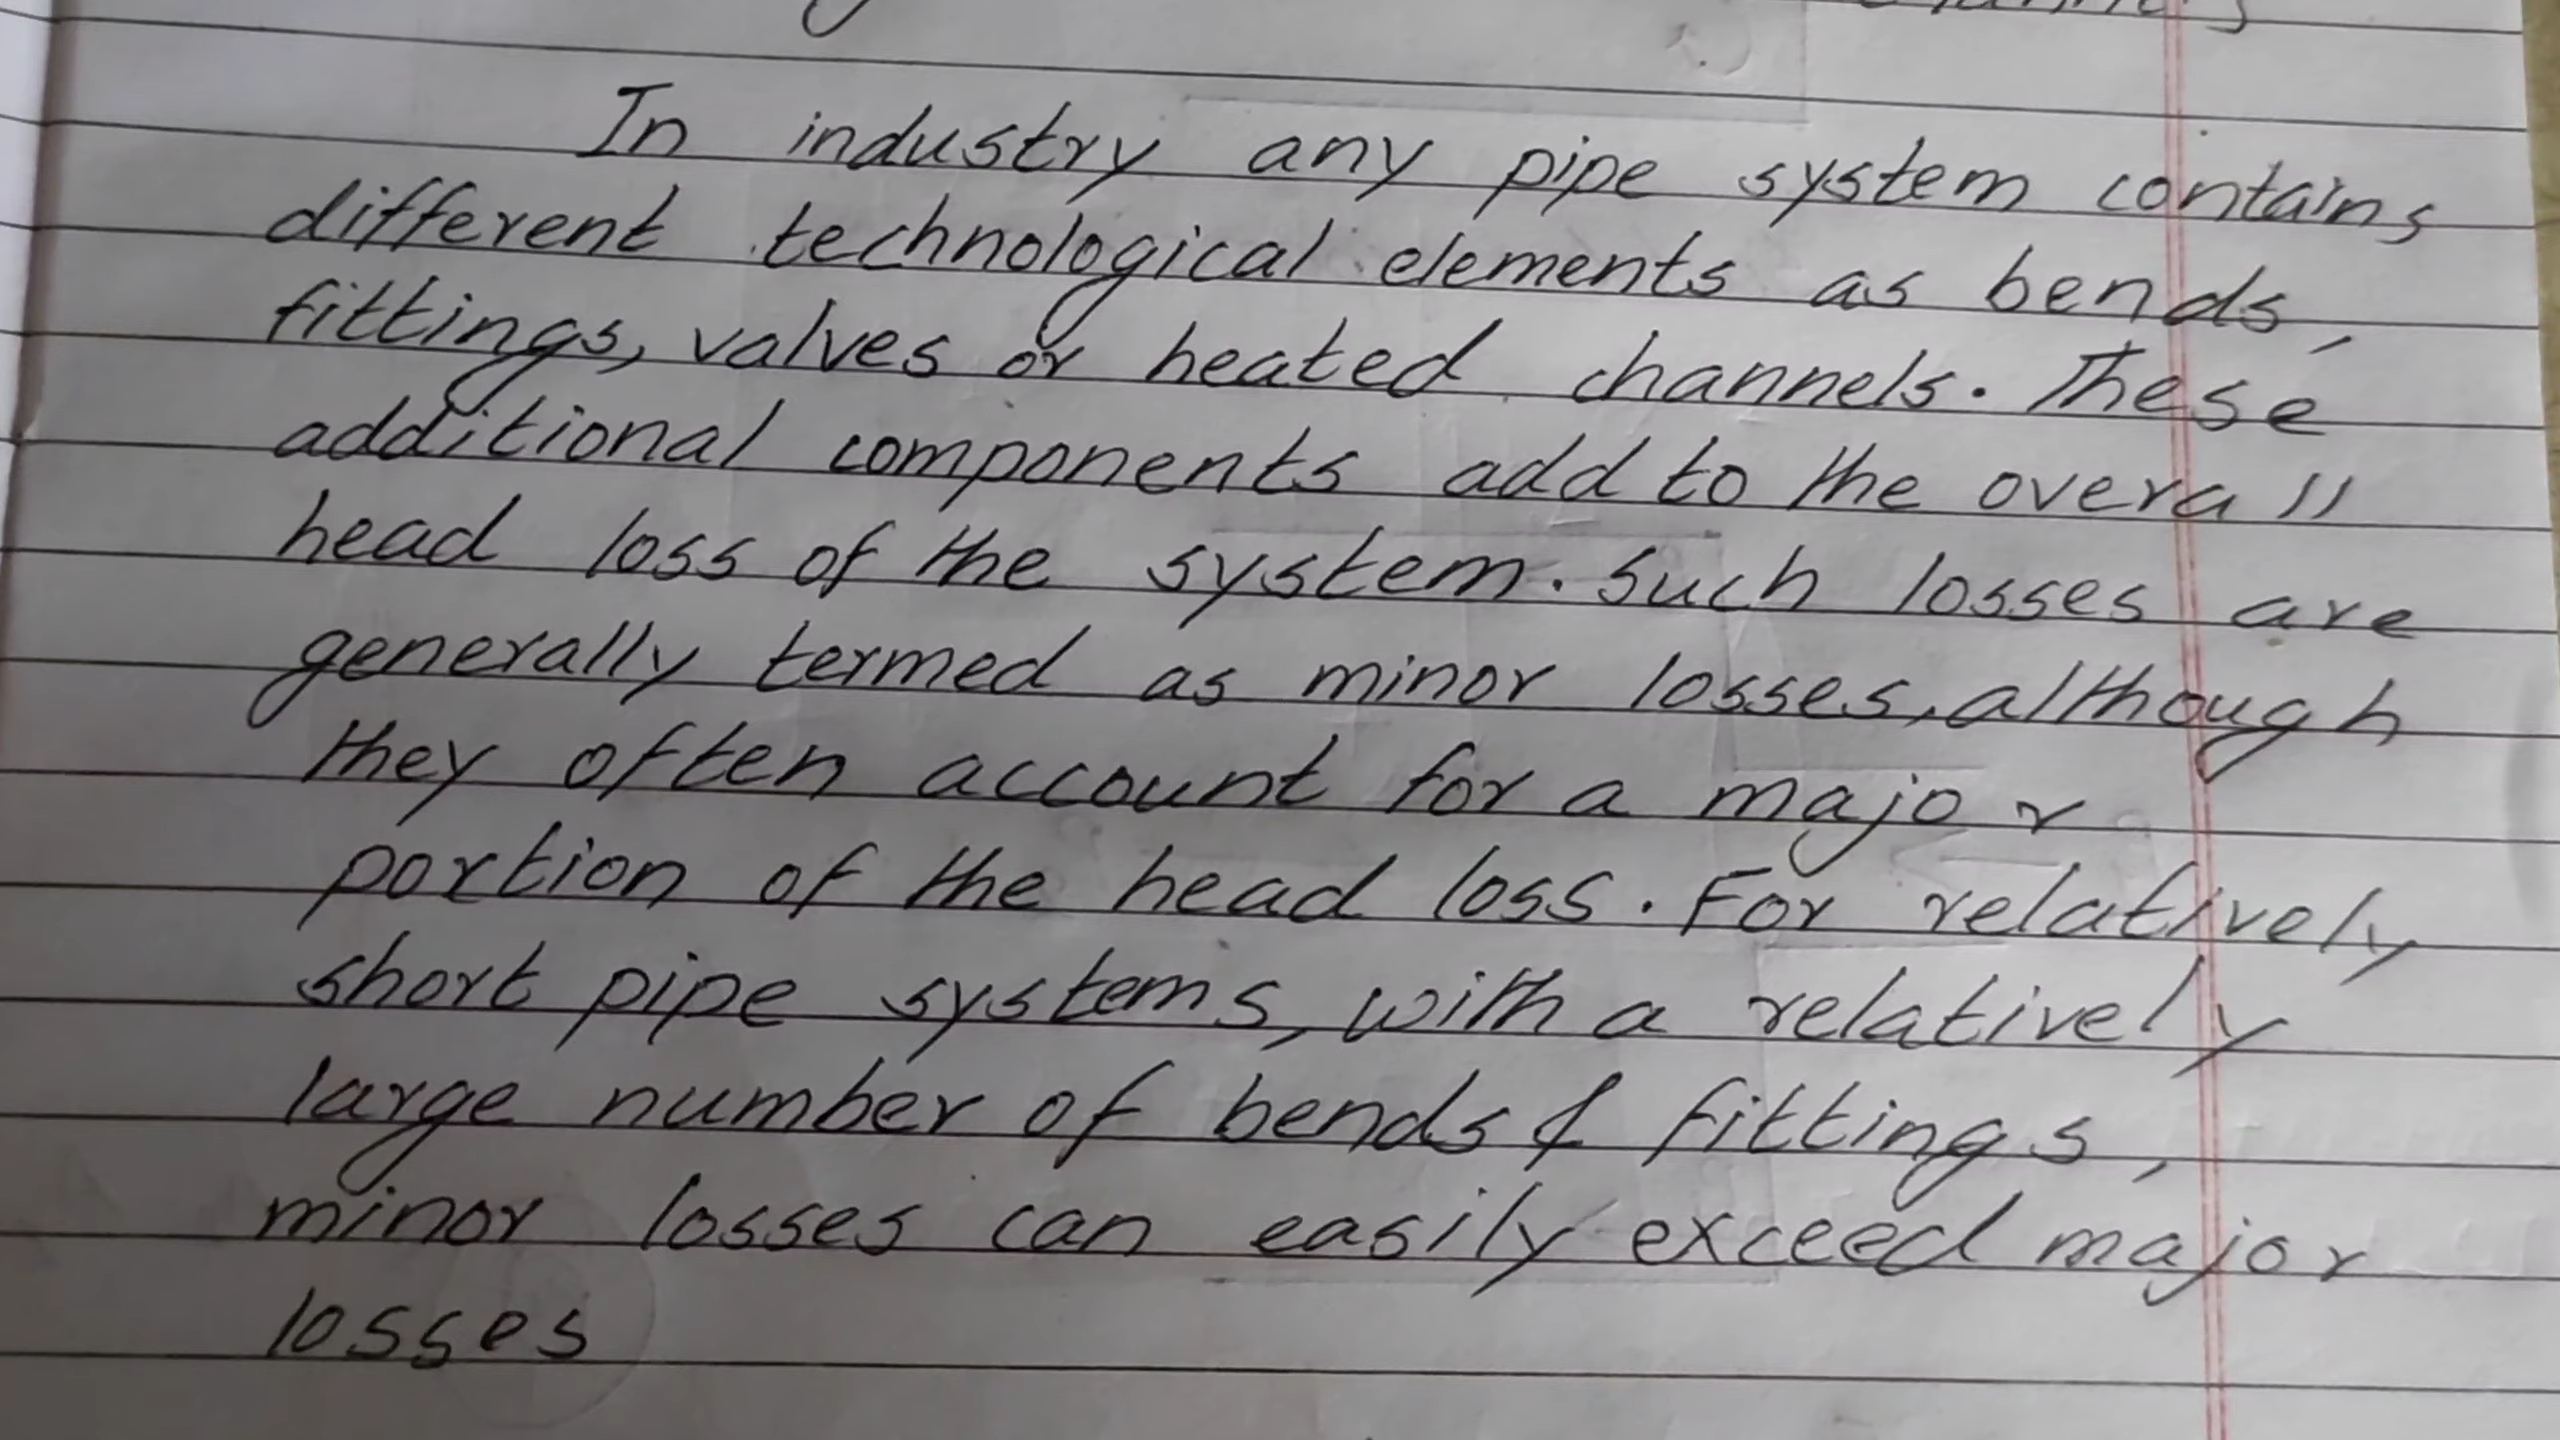 In industry any pipe system contains
different technological elements as bends,
fittings, valves or heated channels. These
additional components add to the overall
head loss of the system. Such losses are
generally termed as minor losses, although
they often account for a major
portion of the head loss. For relatively
short pipe systems, with a relatively
large number of bends & fittings,
minor losses can easily exceed major
losses